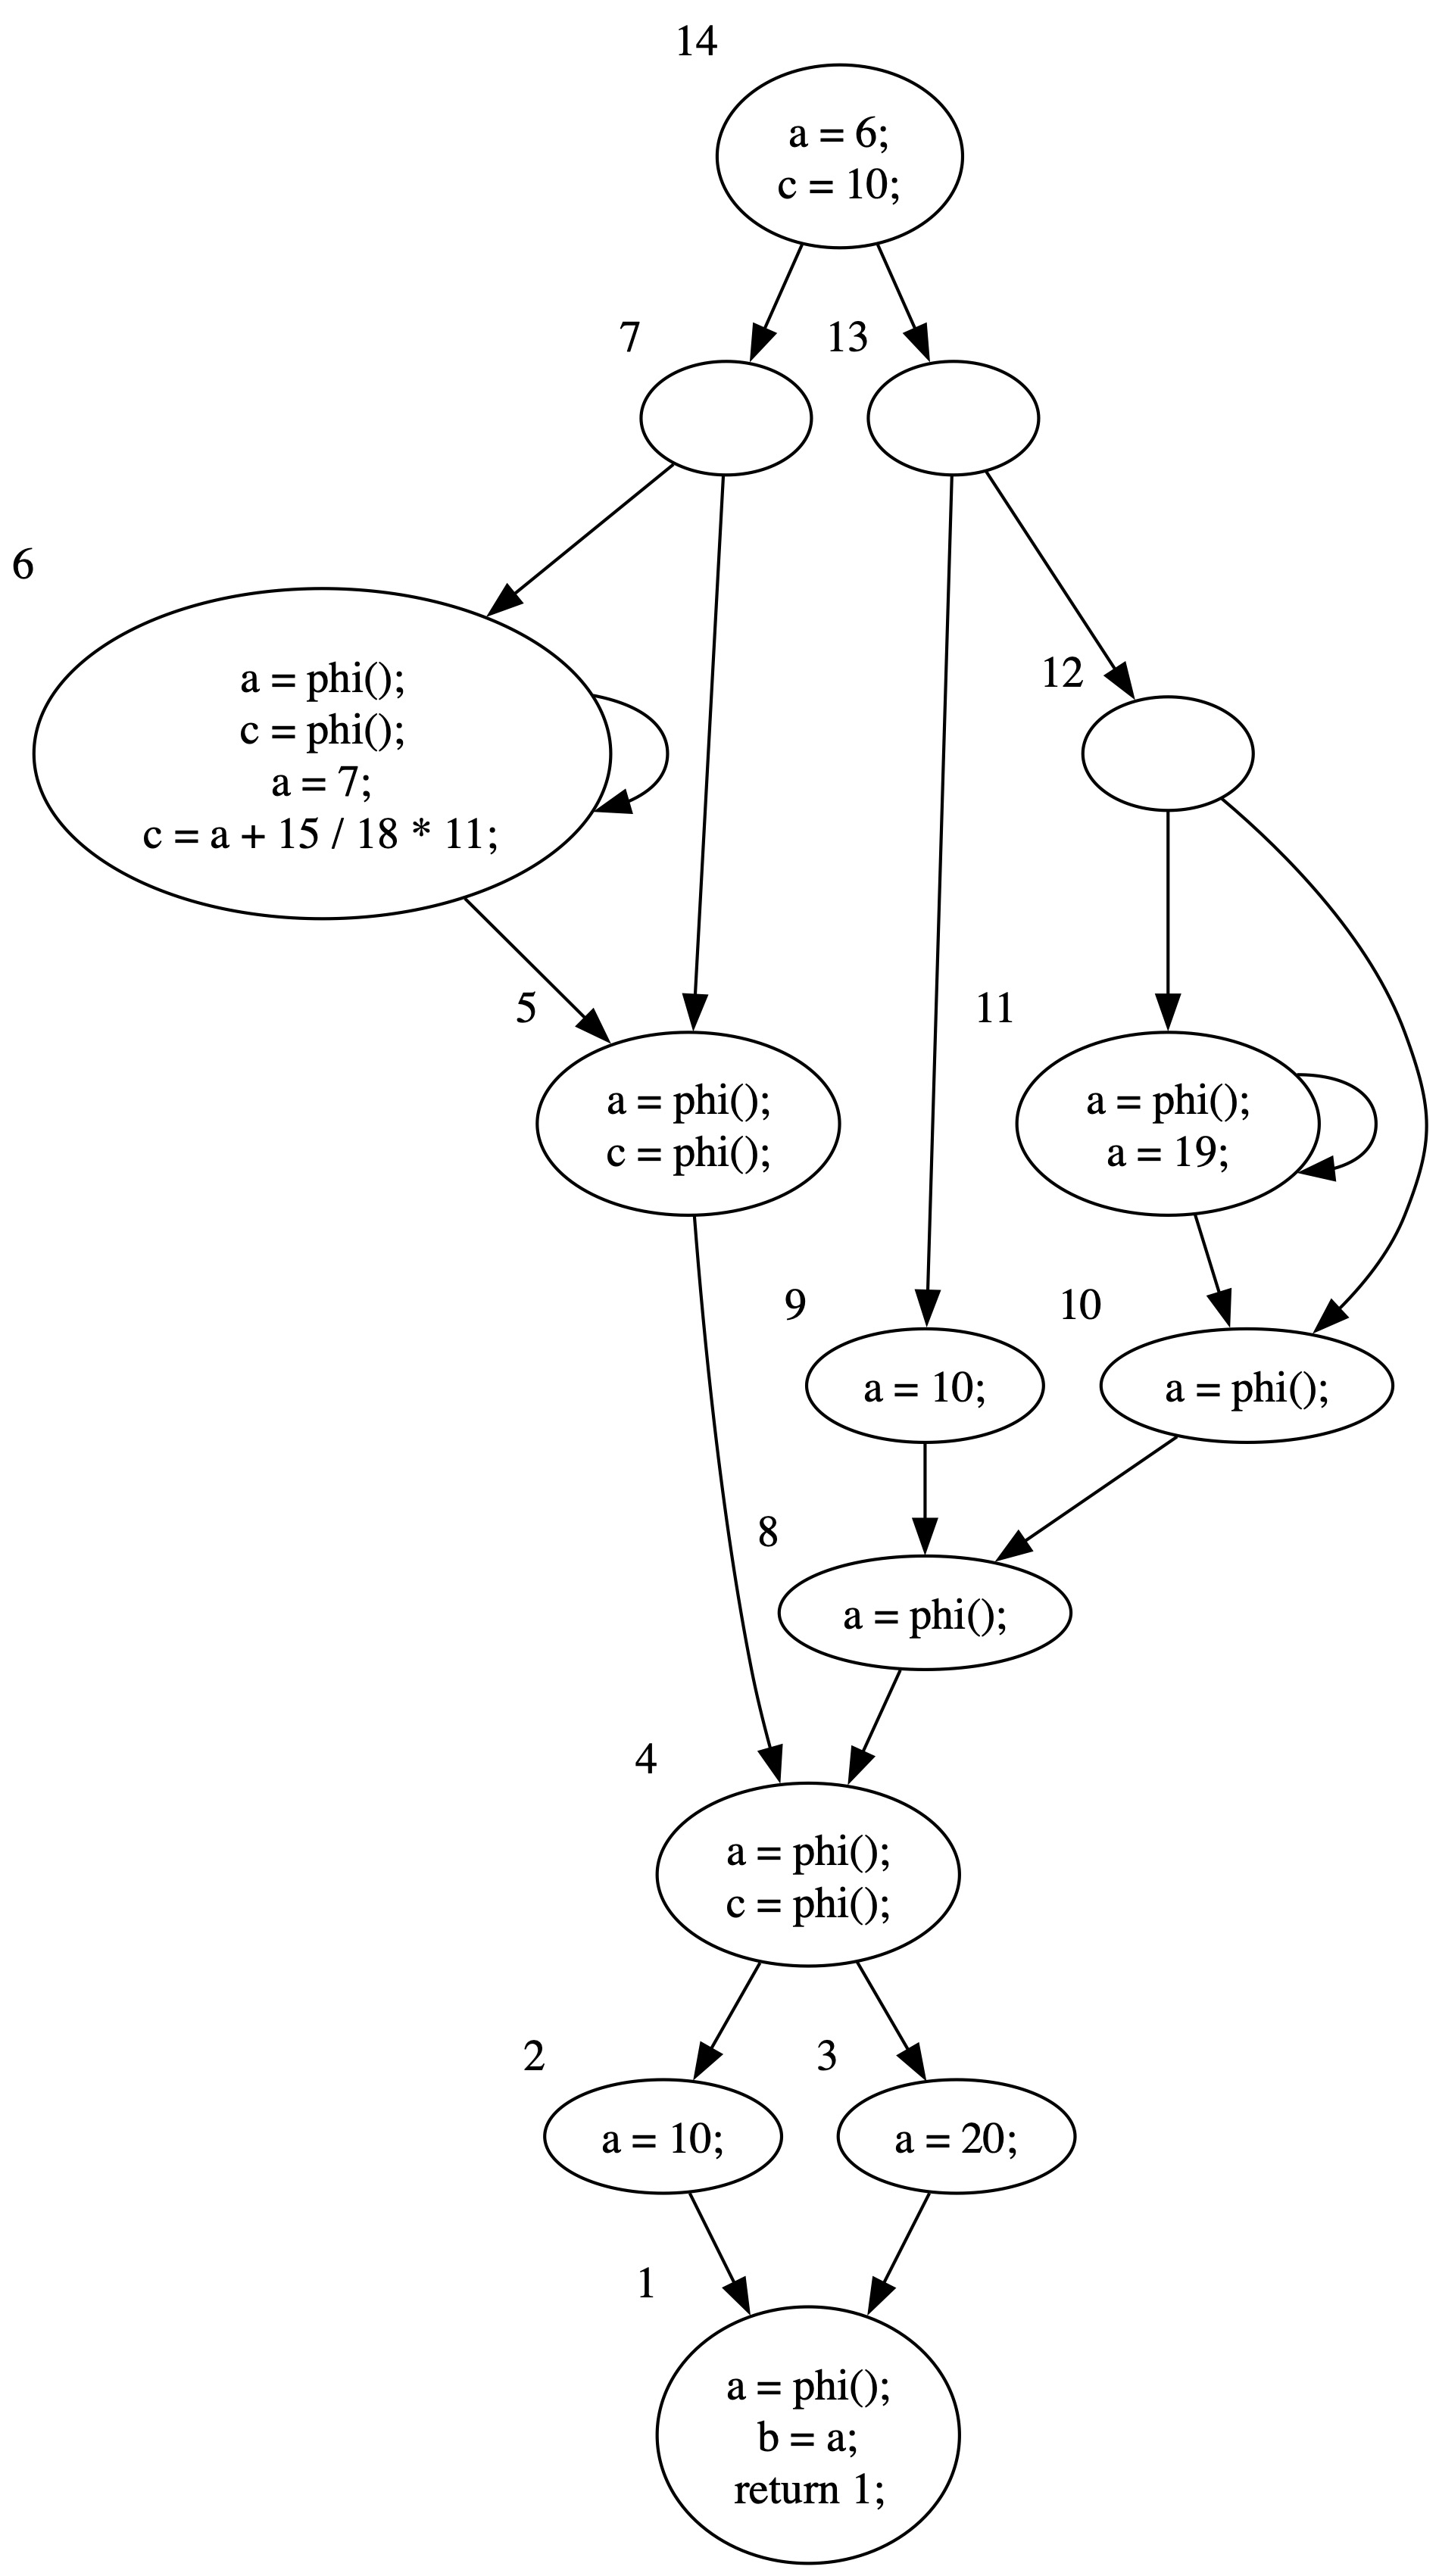 14
a = 6;
c = 10;
7
13
6
a = phi();
c = phi();
a = 7;
c = a + 15 / 18 * 11;
12
5
a = phi();
c = phi();
11
a = phi();
a = 19;
9
a = 10;
10
a = phi();
8
a = phi();
4
a = phi();
c = phi();
2
a = 10;
3
a = 20;
1
a = phi();
b = a;
return 1;